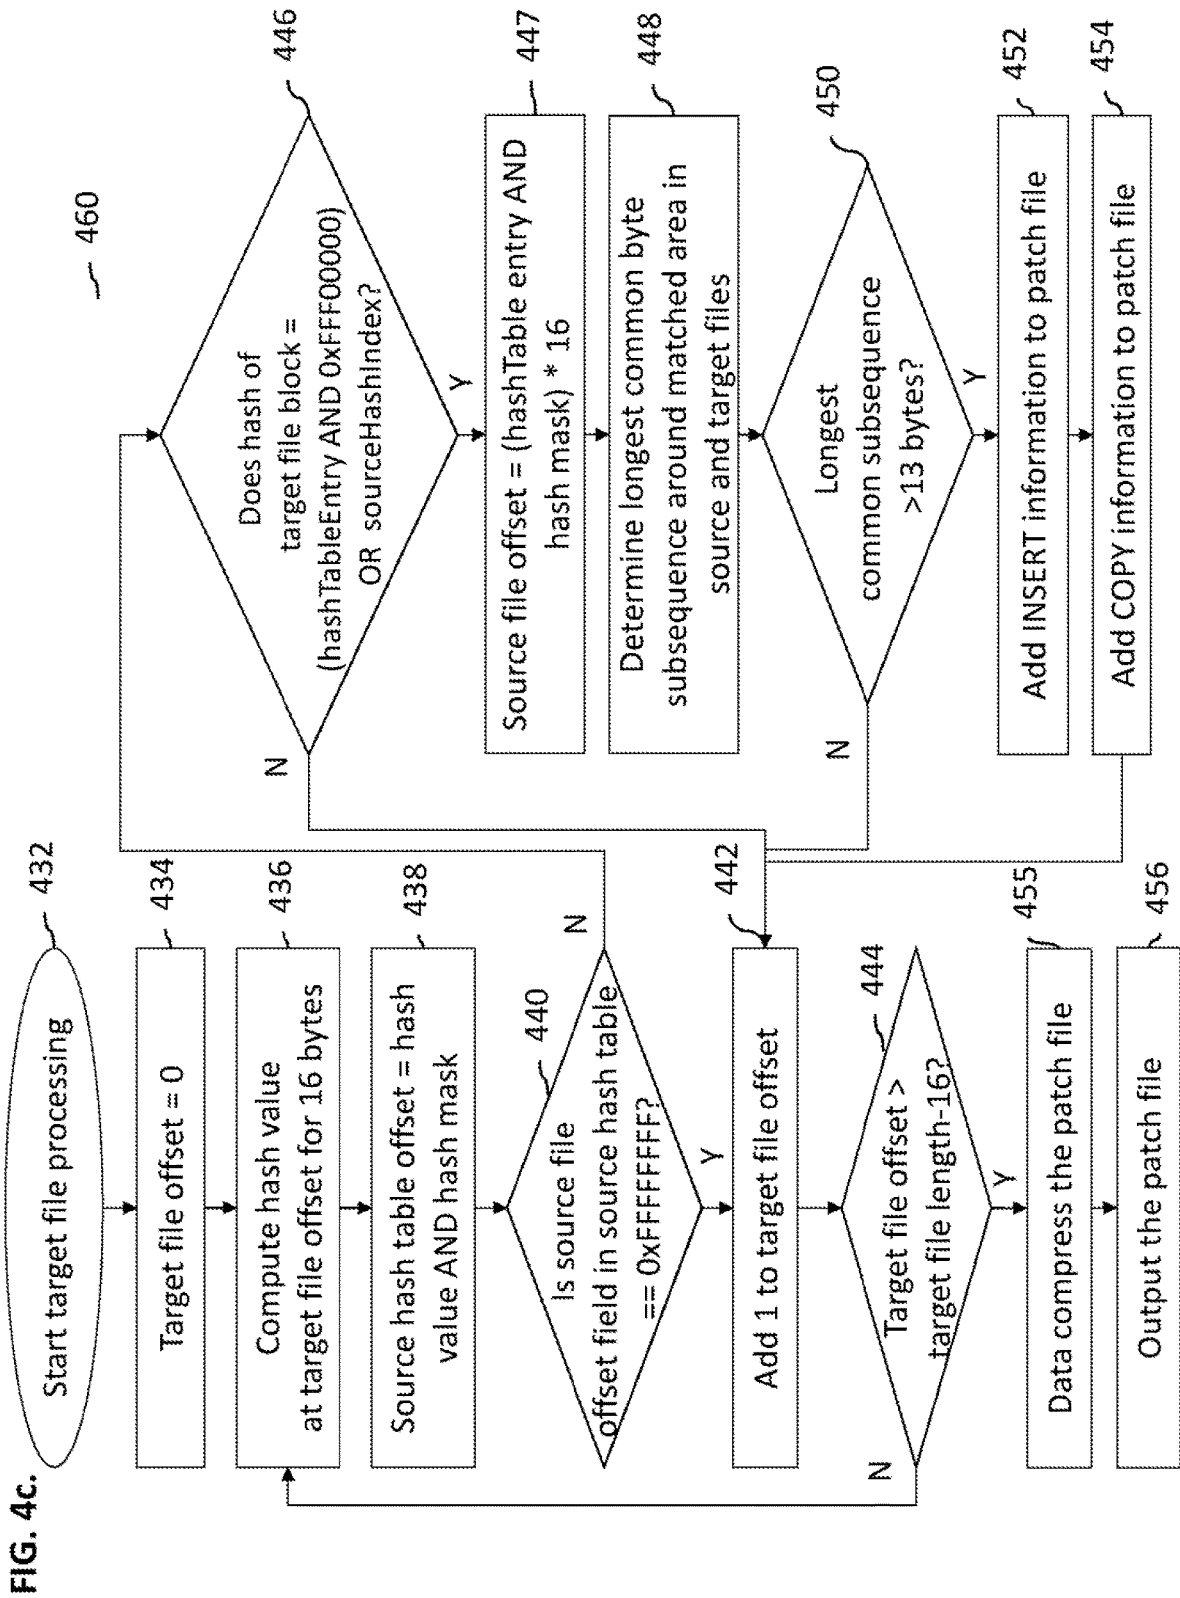 FIG. 4c.
Start target file processing
432
Target file offset = 0
434
Compute hash value
at target file offset for 16 bytes
436
Source hash table offset = hash
value AND hash mask
438
Is source file
offset field in source hash table
== 0xFFFFFFFF?
440
N
Y
Add 1 to target file offset
442
Target file offset >
target file length-16?
444
N
Y
Data compress the patch file
455
Output the patch file
456
460
Does hash of
target file block =
(hashTableEntry AND 0xFFF00000)
OR sourceHashIndex?
446
N
Y
Source file offset = (hashTable entry AND
hash mask) * 16
447
Determine longest common byte
subsequence around matched area in
source and target files
448
Longest
common subsequence
>13 bytes?
450
N
Y
Add INSERT information to patch file
452
Add COPY information to patch file
454